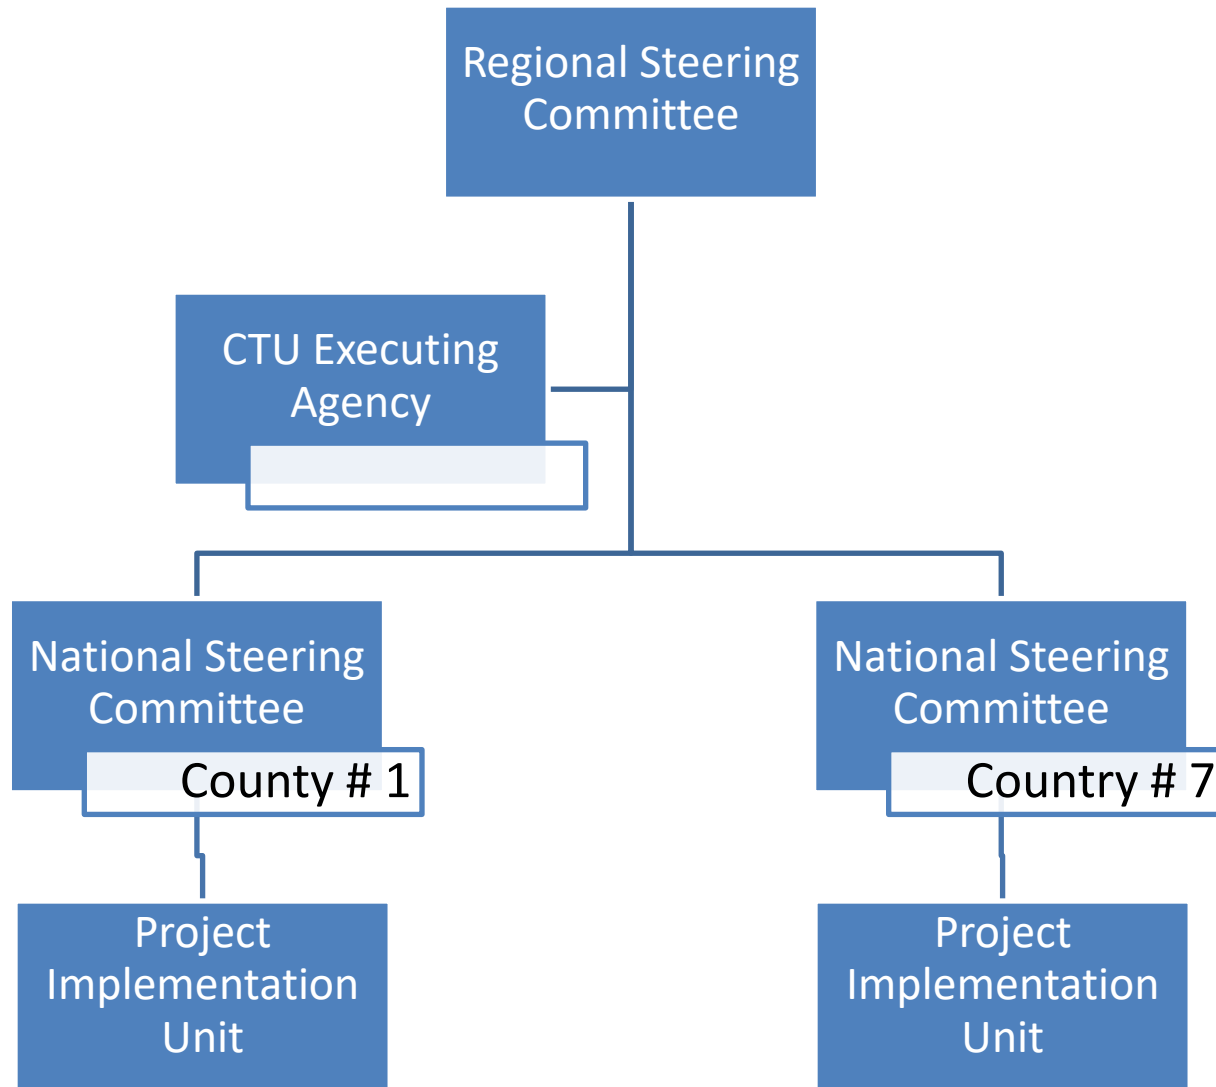 Regional Steering
Committee
CTU Executing
Agency
National Steering
Committee
County # 1
National Steering
Committee
Country # 7
Project
Implementation
Unit
Project
Implementation
Unit